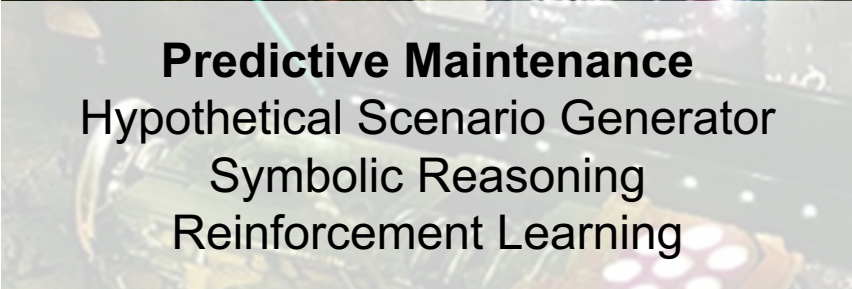 Predictive Maintenance
Hypothetical Scenario Generator
Symbolic Reasoning
Reinforcement Learning